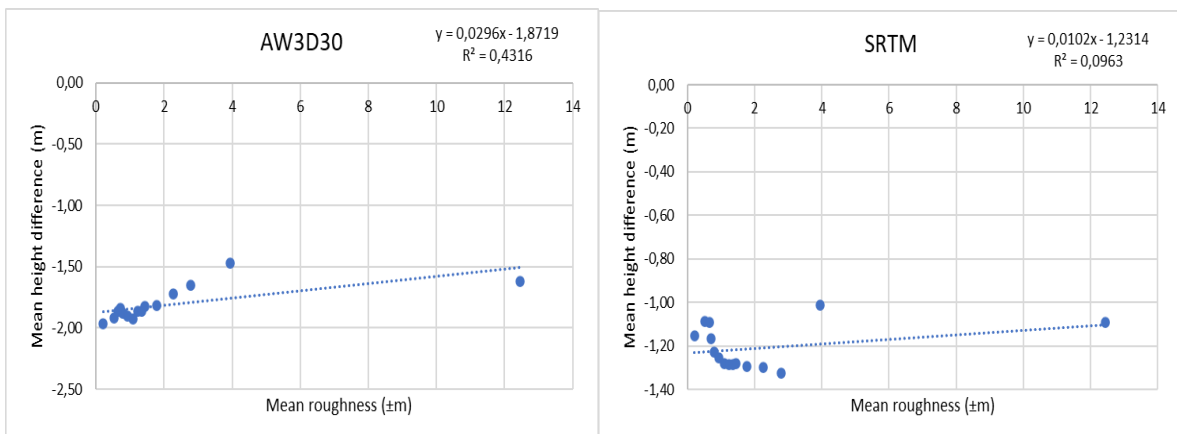 AW3D30
y = 0,0296x - 1,8719
R² = 0,4316
0,00
0 2 4 6 8 10 12 14
-0,50
-1,00
-1,50
-2,00
-2,50
Mean height difference (m)
Mean roughness (±m)
SRTM
y = 0,0102x - 1,2314
R² = 0,0963
0,00
0 2 4 6 8 10 12 14
-0,20
-0,40
-0,60
-0,80
-1,00
-1,20
-1,40
Mean height difference (m)
Mean roughness (±m)